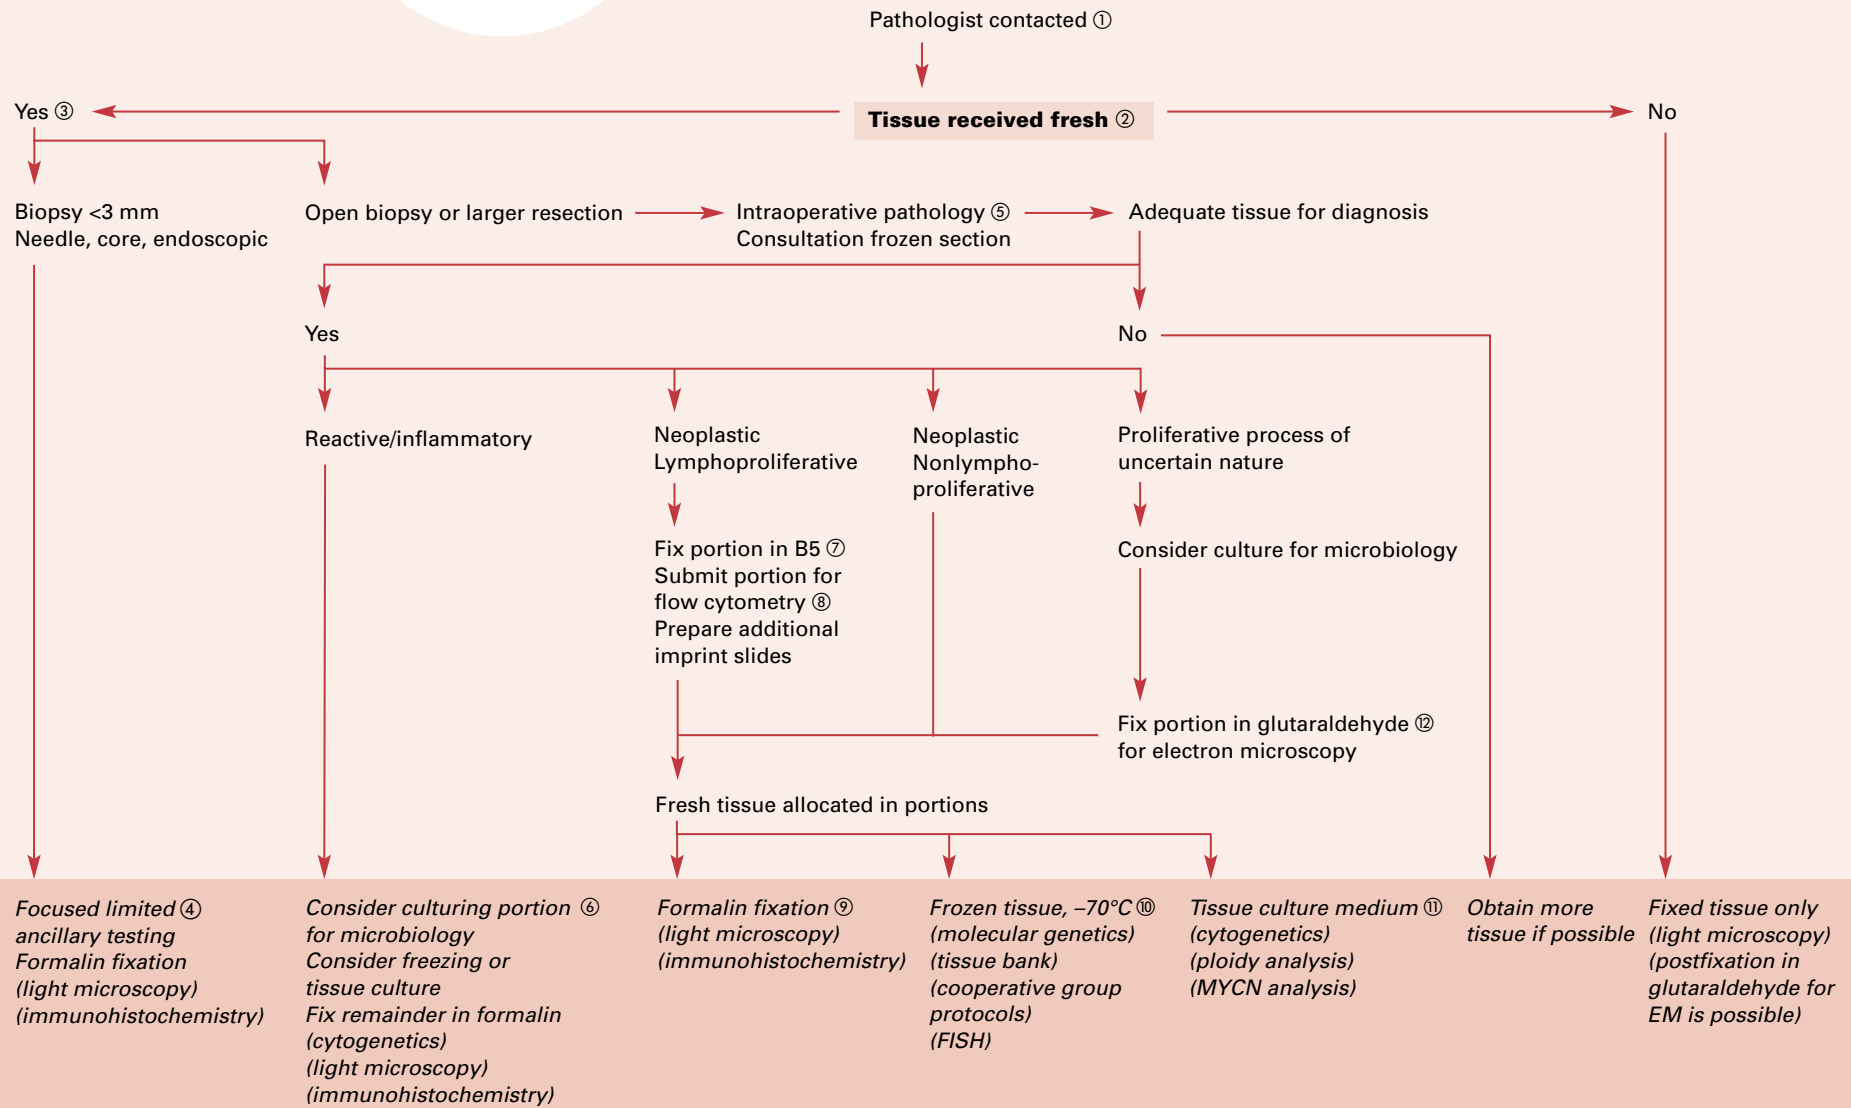 Pathologist contacted ①
Yes ③
Tissue received fresh ②
No
Biopsy <3 mm
Needle, core, endoscopic
Open biopsy or larger resection
Intraoperative pathology ⑤
Consultation frozen section
Adequate tissue for diagnosis
Yes
No
Reactive/inflammatory
Neoplastic
Lymphoproliferative
Neoplastic
Nonlympho-
proliferative
Proliferative process of
uncertain nature
Fix portion in B5 ⑦
Submit portion for
flow cytometry ⑧
Prepare additional
imprint slides
Consider culture for microbiology
Fix portion in glutaraldehyde ⑫
for electron microscopy
Fresh tissue allocated in portions
Focused limited ④
ancillary testing
Formalin fixation
(light microscopy)
(immunohistochemistry)
Consider culturing portion ⑥
for microbiology
Consider freezing or
tissue culture
Fix remainder in formalin
(cytogenetics)
(light microscopy)
(immunohistochemistry)
Formalin fixation ⑨
(light microscopy)
(immunohistochemistry)
Frozen tissue, –70°C ⑩
(molecular genetics)
(tissue bank)
(cooperative group
protocols)
(FISH)
Tissue culture medium ⑪
(cytogenetics)
(ploidy analysis)
(MYCN analysis)
Obtain more
tissue if possible
Fixed tissue only
(light microscopy)
(postfixation in
glutaraldehyde for
EM is possible)